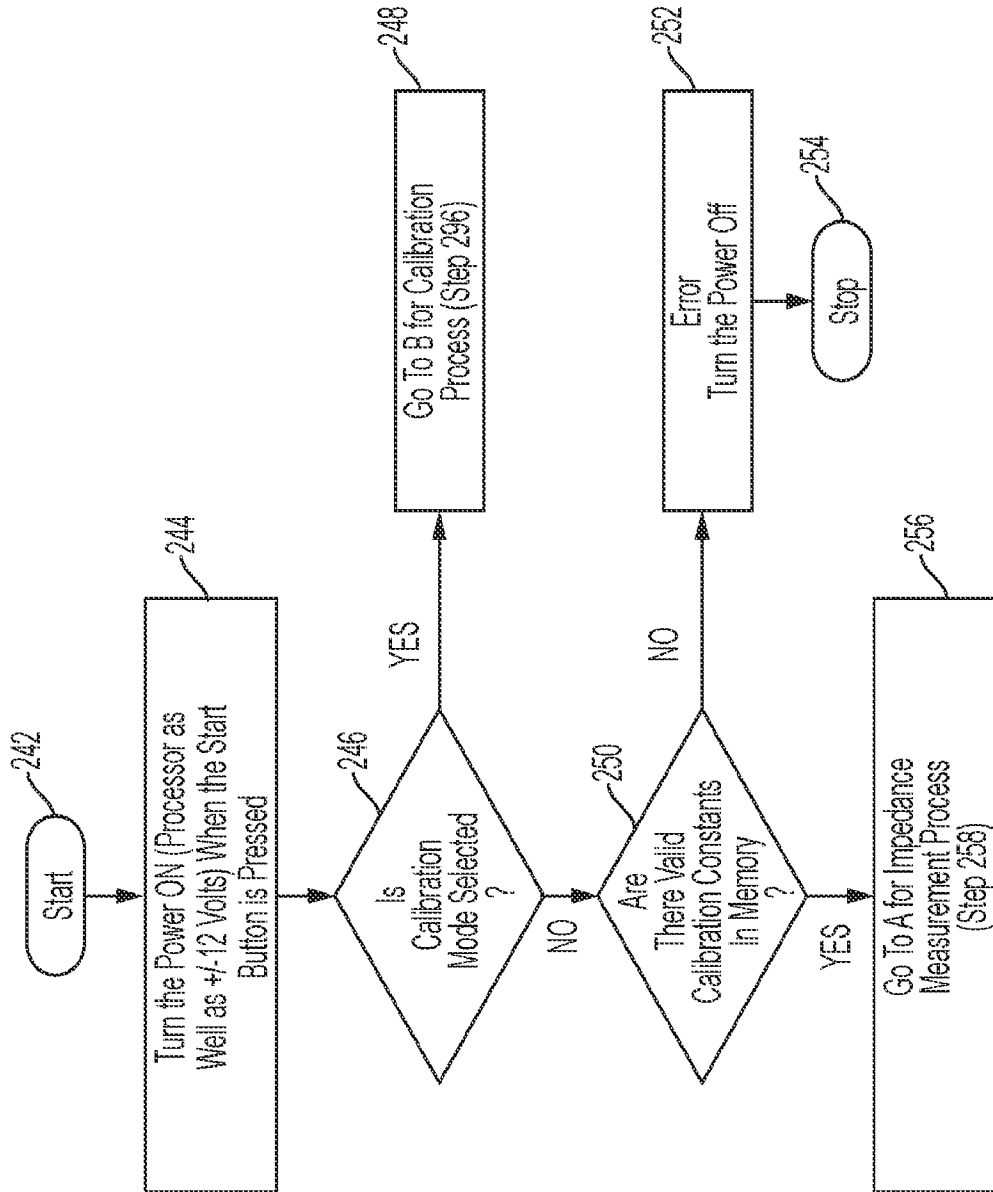 Start
242
Turn the Power ON (Processor as
Well as +/-12 Volts) When the Start
Button is Pressed
244
Is
Calibration
Mode Selected
?
246
YES
Go To B for Calibration
Process (Step 296)
248
NO
Are
There Valid
Calibration Constants
in Memory
?
250
NO
Error
Turn the Power Off
252
Stop
254
YES
Go To A for Impedance
Measurement Process
(Step 258)
256